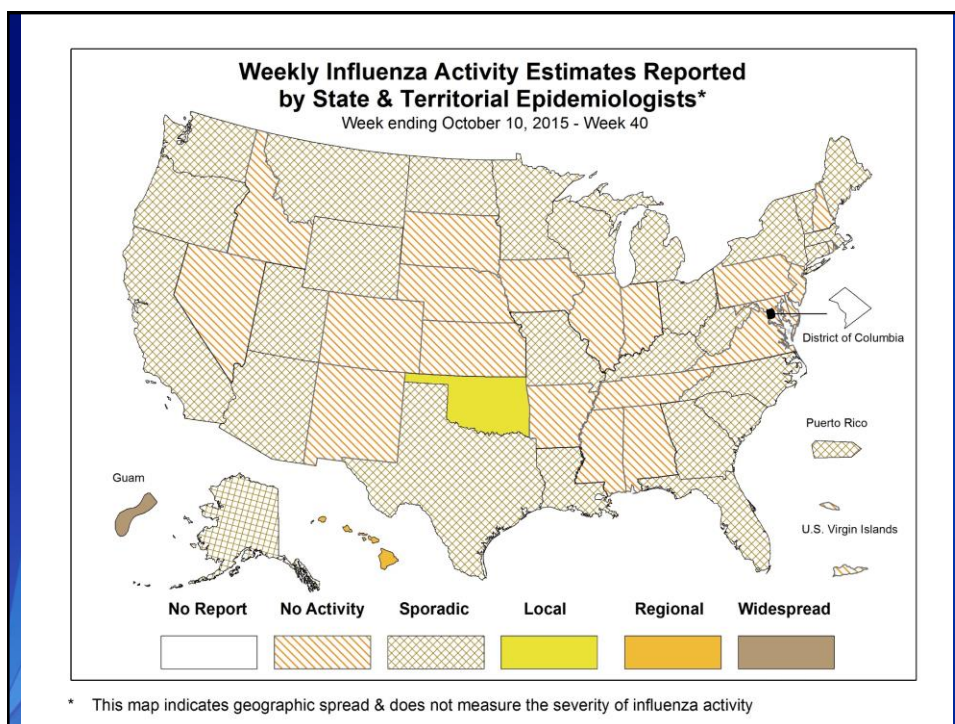 Weekly Influenza Activity Estimates Reported
by State & Territorial Epidemiologists*
Week ending October 10, 2015 - Week 40
District of Columbia
Puerto Rico
Guam
U.S. Virgin Islands
No Report No Activity Sporadic Local Regional Widespread
* This map indicates geographic spread & does not measure the severity of influenza activity